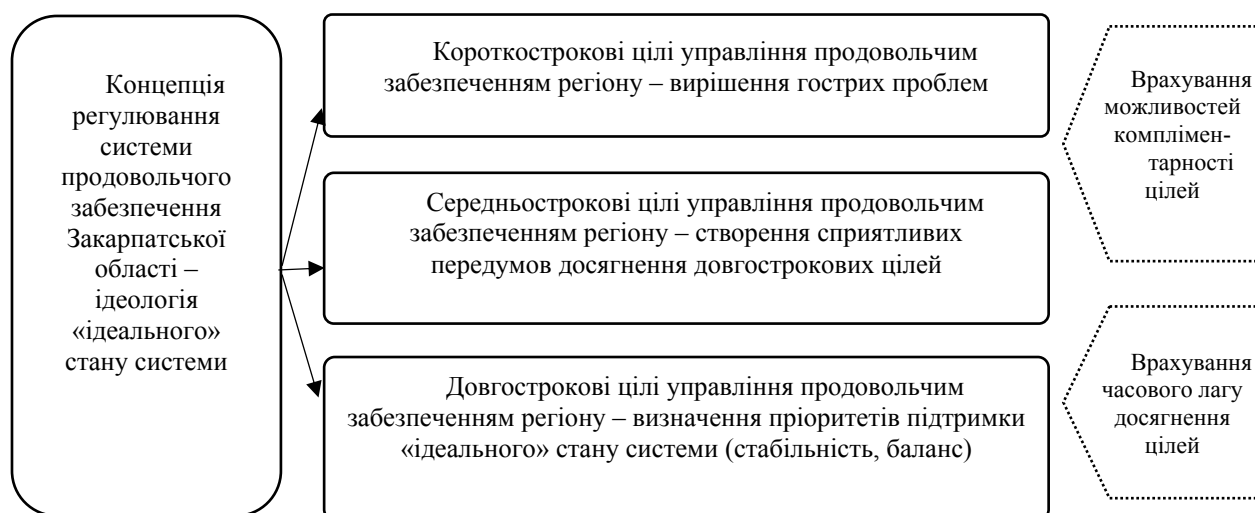 Концепція
регулювання
системи
продовольчого
забезпечення
Закарпатської
області –
ідеологія
«ідеального»
стану системи
Короткострокові цілі управління продовольчим
забезпеченням регіону – вирішення гострих проблем
Середньострокові цілі управління продовольчим
забезпеченням регіону – створення сприятливих
передумов досягнення довгострокових цілей
Довгострокові цілі управління продовольчим
забезпеченням регіону – визначення пріоритетів підтримки
«ідеального» стану системи (стабільність, баланс)
Врахування
можливостей
комплімен-
тарності
цілей
Врахування
часового лагу
досягнення
цілей